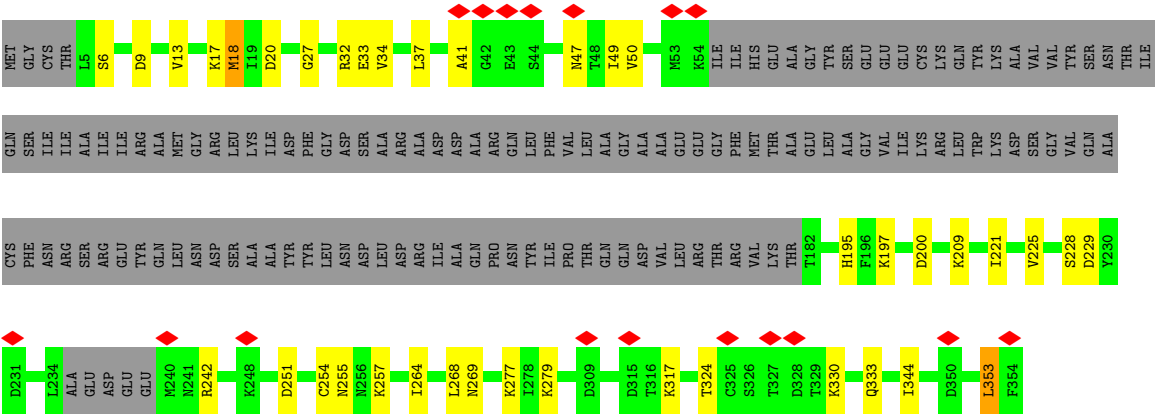 MET GLY CYS THR L5 S6 D9 V13 K17 M18 I19 D20 G27 R32 E33 V34 L37 A41 G42 E43 S44 N47 T48 I49 V50 M53 K54 ILE ILE HIS GLU ALA GLY TYR SER GLU GLU GLU CYS LYS GLN TYR LYS ALA VAL VAL TYR SER ASN THR ILE
GLN SER ILE ILE ALA ILE ILE ARG ALA MET GLY ARG LEU LYS ILE ASP PHE GLY ASP SER ALA ARG ALA ASP ASP ALA ARG GLN LEU PHE VAL LEU ALA GLY ALA ALA GLU GLU GLY PHE MET THR ALA GLU LEU ALA GLY VAL ILE LYS ARG LEU TRP LYS ASP SER GLY VAL GLN ALA
CYS PHE ASN ARG SER ARG GLU TYR GLN LEU ASN ASP SER ALA ALA TYR TYR LEU ASN ASP LEU ASP ARG ILE ALA GLN PRO ASN TYR ILE PRO THR GLN GLN ASP VAL LEU ARG THR ARG VAL LYS THR T182 H195 F196 K197 D200 K209 I221 V225 S228 D229 Y230
D231 L234 ALA GLU ASP GLU GLU M240 N241 R242 K248 D251 C254 N255 N256 K257 I264 L268 N269 K277 I278 K279 D309 D315 T316 K317 T324 C325 S326 T327 D328 T329 K330 Q333 I344 D350 L353 F354